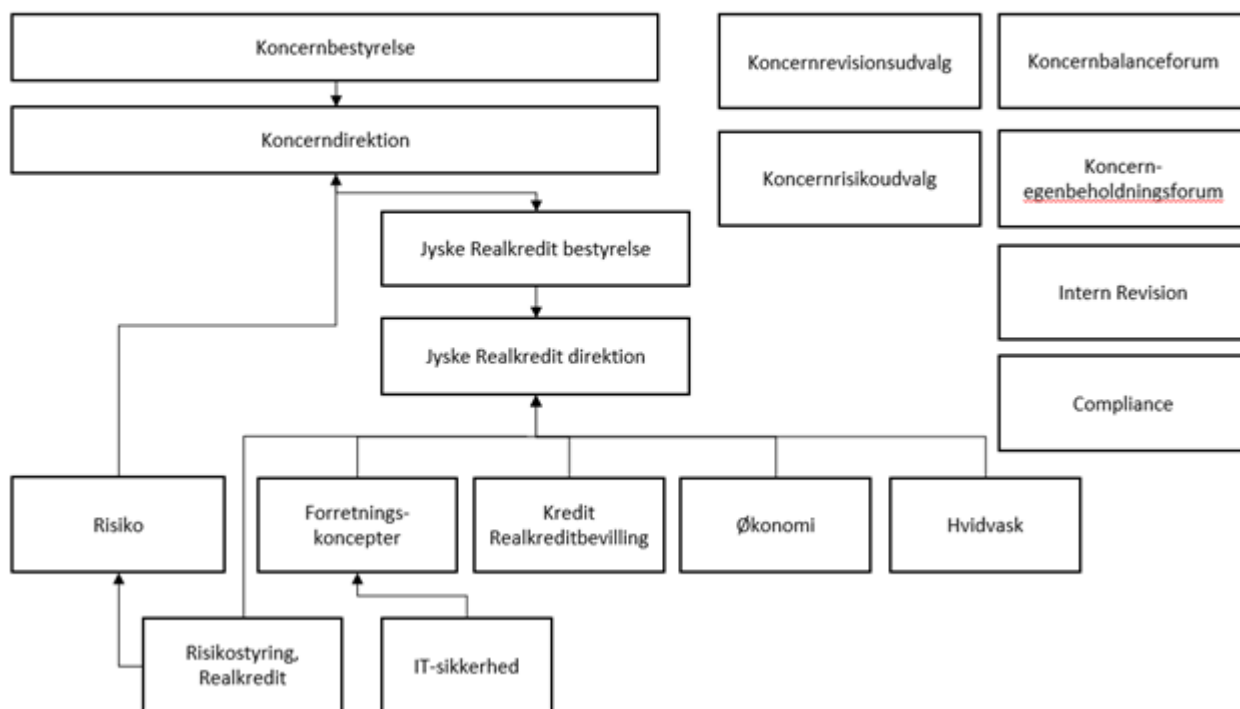 Koncernbestyrelse
Koncerndirektion
Jyske Realkredit bestyrelse
Jyske Realkredit direktion
Koncernrevisionsudvalg
Koncernbalanceforum
Koncernrisikoudvalg
Koncern-
egenbeholdningsforum
Intern Revision
Compliance
Risiko
Forretnings-
koncepter
Kredit
Realkreditbevilling
Økonomi
Hvidvask
Risikostyring,
Realkredit
IT-sikkerhed